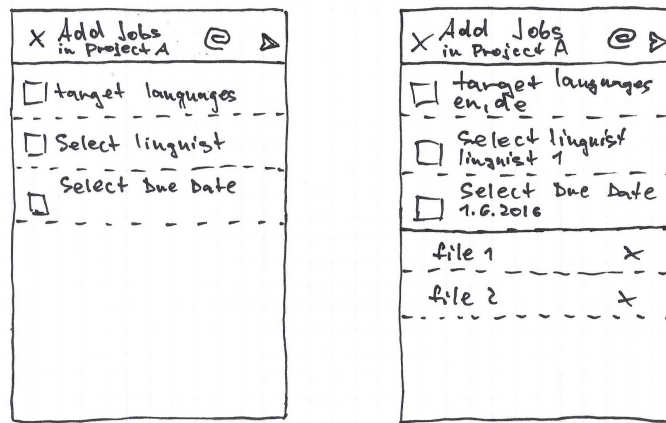 X Add Jobs @
in Project A
target languages
Select linguist
Select Due Date
X Add Jobs @
in Project A
target languages
en, de
Select linguist
linguist 1
Select Due Date
1.6.2016
file 1 X
file 2 X